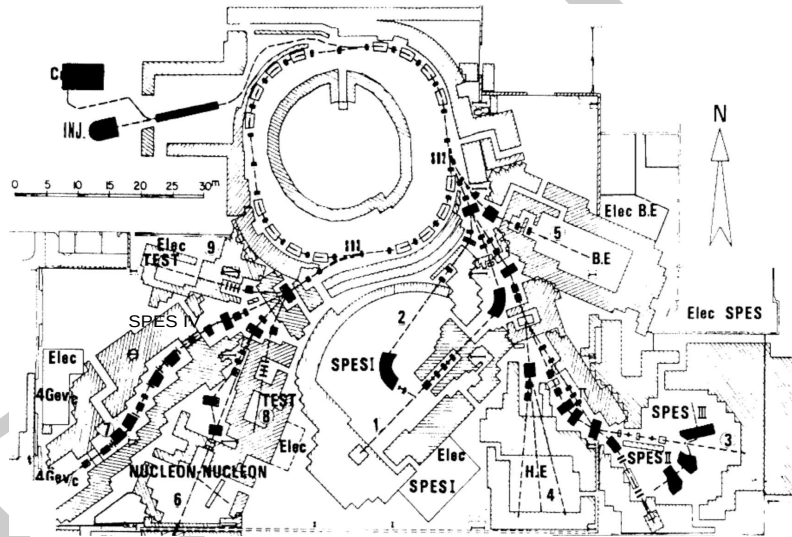 INJ.
N
0 5 10 15 20 25 30m
SD2
SD3
Elec B.E
5
B.E
Elec
TEST
9
Elec SPES
SPES IV
2
SPES I
Elec
4Gev/c
7
4Gev/c
TEST
8
Elec
1
NUCLEON-NUCLEON
6
Elec
SPES I
H.E
4
SPES III
3
SPES II